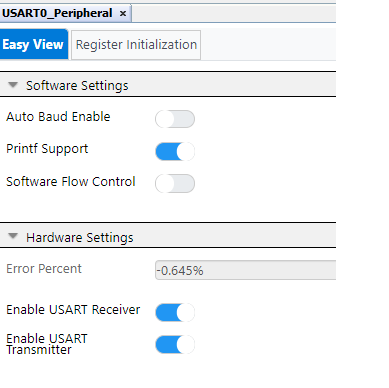 USART0_Peripheral ×
Easy View Register Initialization
Software Settings
Auto Baud Enable
Printf Support
Software Flow Control
Hardware Settings
Error Percent -0.645%
Enable USART Receiver
Enable USART
Transmitter